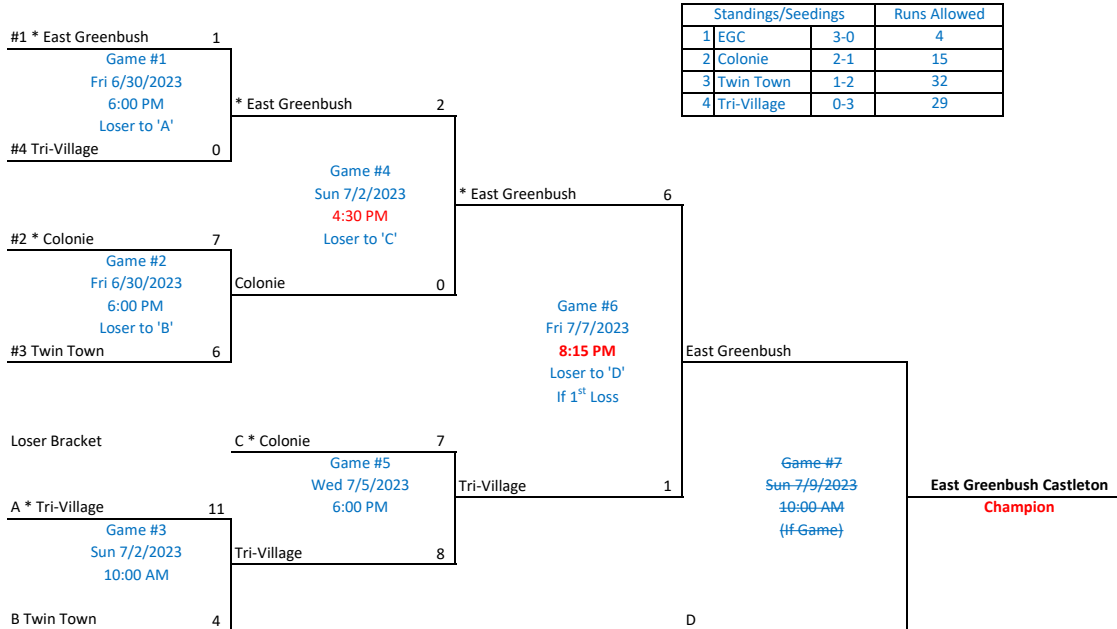 Standings/Seedings Runs Allowed
1 EGC 3-0 4
2 Colonie 2-1 15
3 Twin Town 1-2 32
4 Tri-Village 0-3 29
#1 * East Greenbush 1
Game #1
Fri 6/30/2023
6:00 PM
Loser to 'A'
#4 Tri-Village 0
* East Greenbush 2
Game #4
Sun 7/2/2023
4:30 PM
Loser to 'C'
#2 * Colonie 7
Game #2
Fri 6/30/2023
6:00 PM
Loser to 'B'
#3 Twin Town 6
Colonie 0
* East Greenbush 6
Game #6
Fri 7/7/2023
8:15 PM
Loser to 'D'
If 1st Loss
East Greenbush
Loser Bracket
C * Colonie 7
Game #5
Wed 7/5/2023
6:00 PM
Tri-Village 1
A * Tri-Village 11
Game #3
Sun 7/2/2023
10:00 AM
Tri-Village 8
B Twin Town 4
Game #7
Sun 7/9/2023
10:00 AM
(If Game)
East Greenbush Castleton
Champion
D